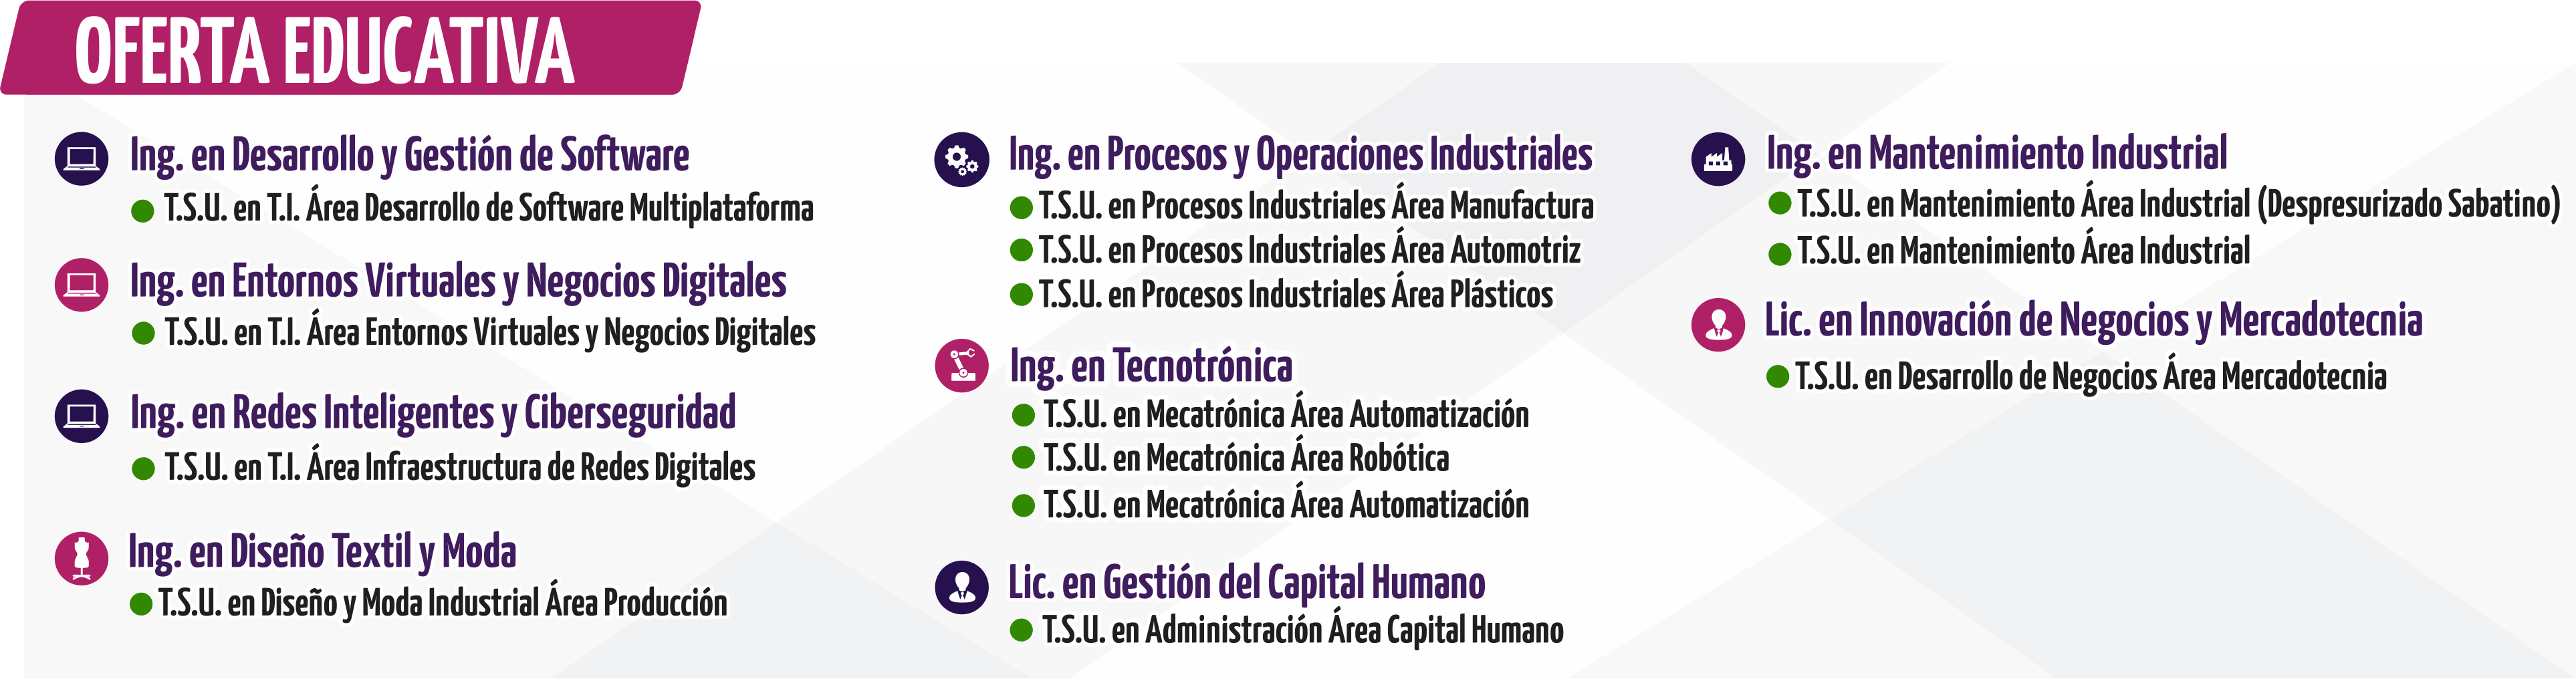 OFERTA EDUCATIVA
Ing. en Desarrollo y Gestión de Software
T.S.U. en T.I. Área Desarrollo de Software Multiplataforma
Ing. en Entornos Virtuales y Negocios Digitales
T.S.U. en T.I. Área Entornos Virtuales y Negocios Digitales
Ing. en Redes Inteligentes y Ciberseguridad
T.S.U. en T.I. Área Infraestructura de Redes Digitales
Ing. en Diseño Textil y Moda
T.S.U. en Diseño y Moda Industrial Área Producción
Ing. en Procesos y Operaciones Industriales
T.S.U. en Procesos Industriales Área Manufactura
T.S.U. en Procesos Industriales Área Automotriz
T.S.U. en Procesos Industriales Área Plásticos
Ing. en Tecnotrónica
T.S.U. en Mecatrónica Área Automatización
T.S.U. en Mecatrónica Área Robótica
T.S.U. en Mecatrónica Área Automatización
Lic. en Gestión del Capital Humano
T.S.U. en Administración Área Capital Humano
Ing. en Mantenimiento Industrial
T.S.U. en Mantenimiento Área Industrial (Despresurizado Sabatino)
T.S.U. en Mantenimiento Área Industrial
Lic. en Innovación de Negocios y Mercadotecnia
T.S.U. en Desarrollo de Negocios Área Mercadotecnia